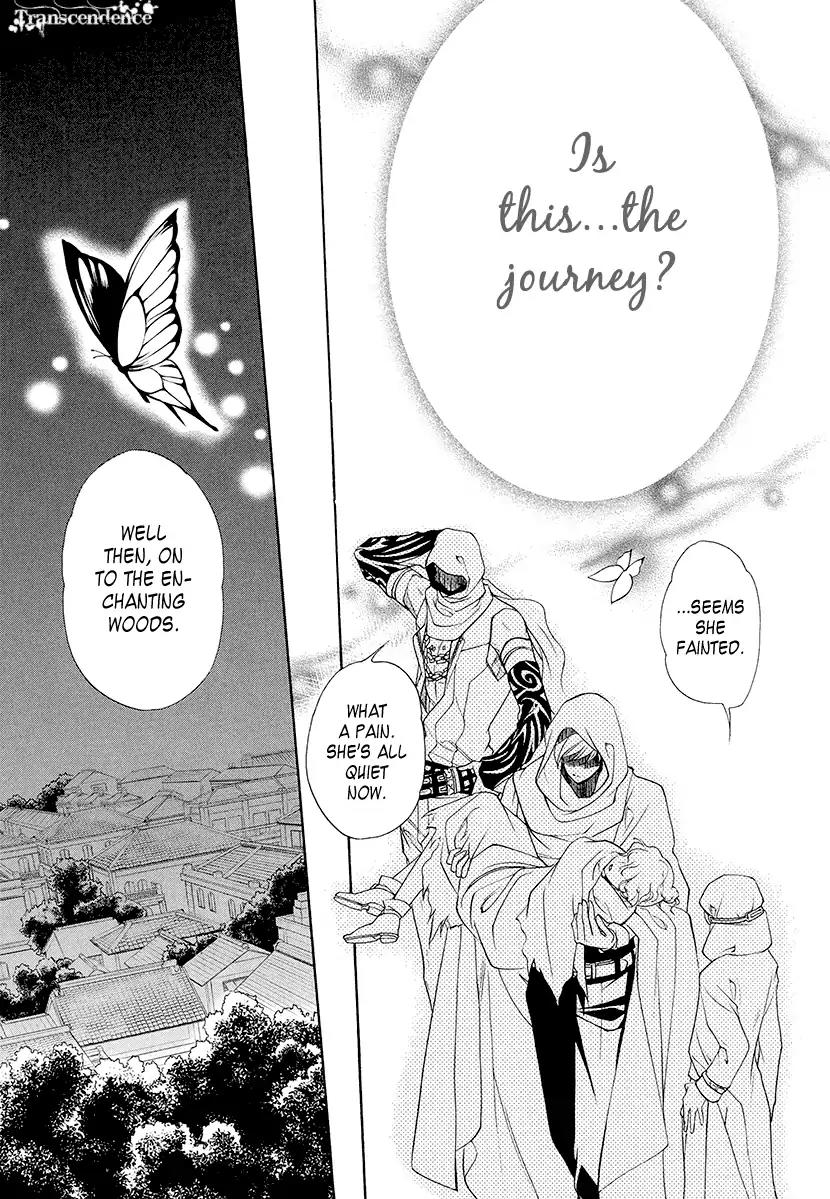 Transcendence
Is
this...the
journey?
...SEEMS
SHE
FAINTED.
WHAT
A PAIN.
SHE'S ALL
QUIET
NOW.
WELL
THEN, ON
TO THE EN-
CHANTING
WOODS.